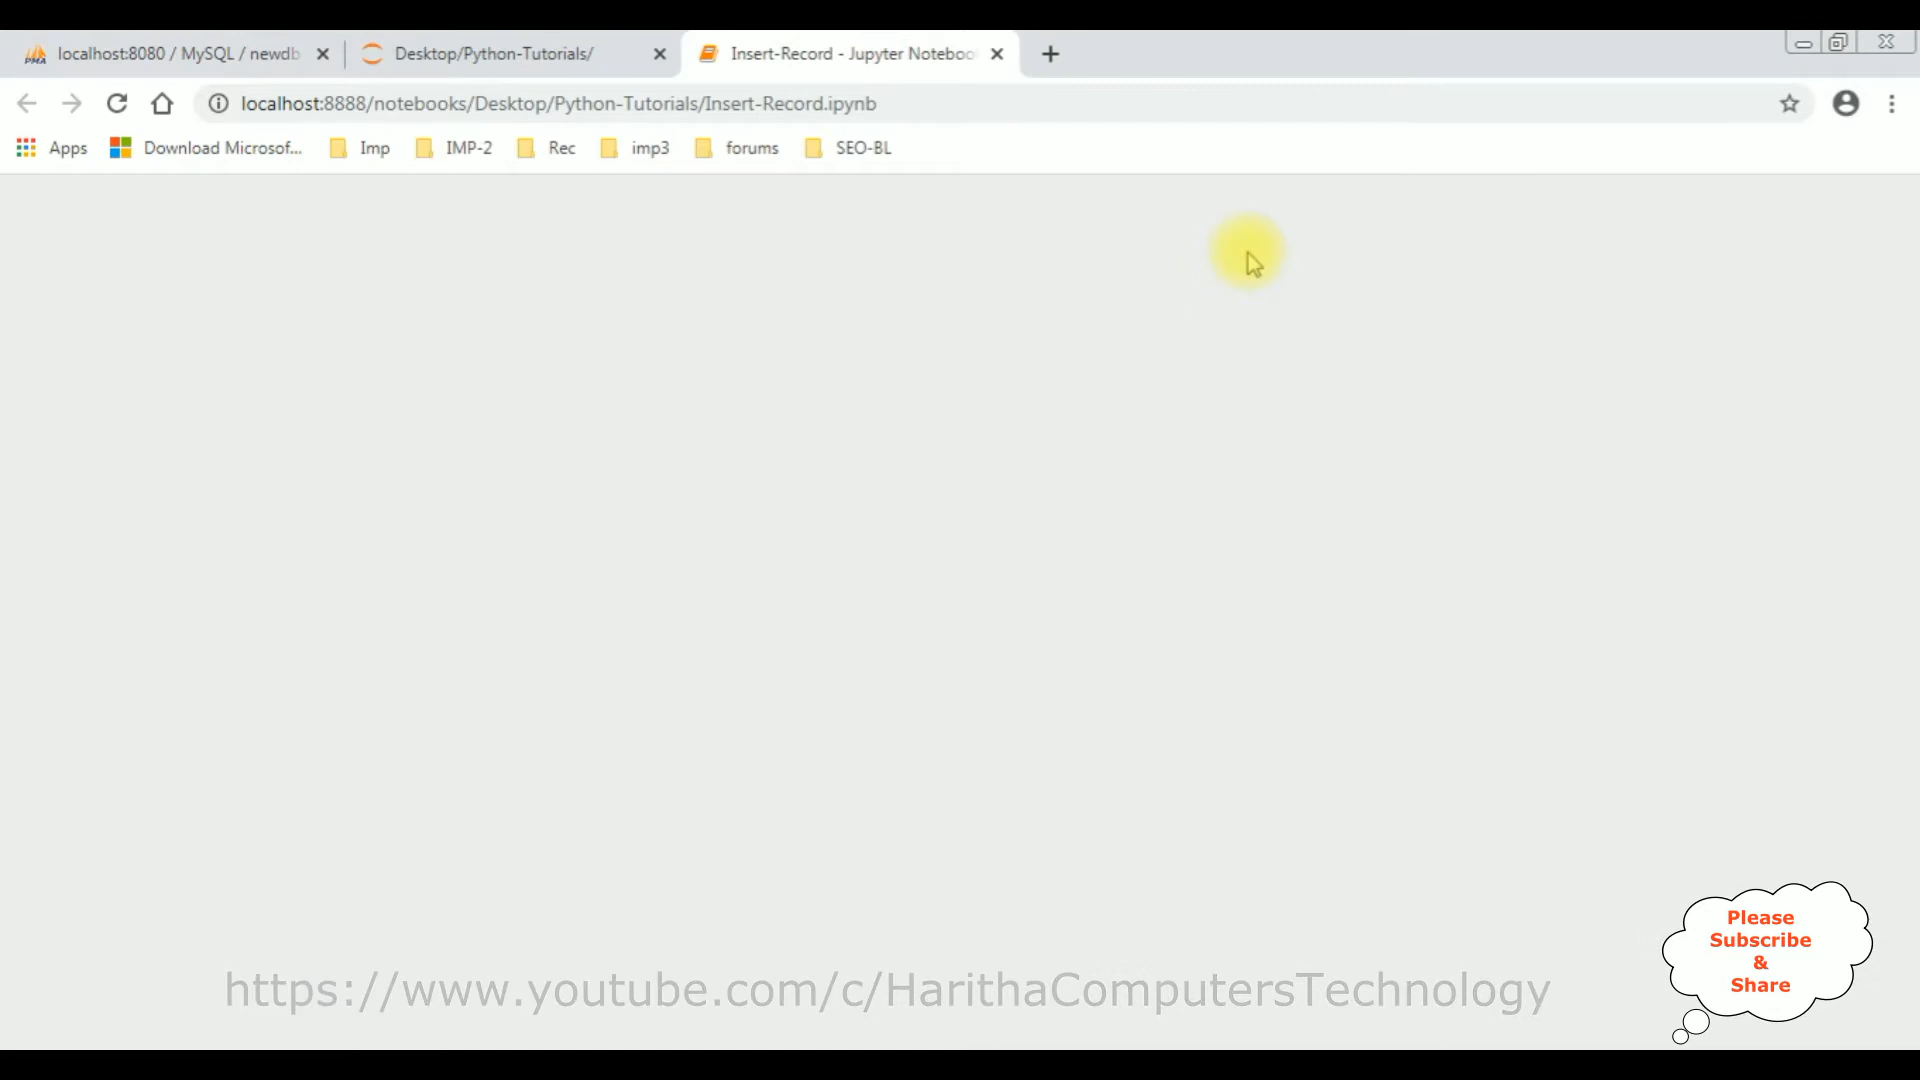 localhost:8080 / MySQL / newdb
Desktop/Python-Tutorials/
Insert-Record - Jupyter Noteboo
localhost:8888/notebooks/Desktop/Python-Tutorials/Insert-Record.ipynb
Apps
Download Microsof...
Imp
IMP-2
Rec
imp3
forums
SEO-BL
Please
Subscribe
&
Share
https://www.youtube.com/c/HarithaComputersTechnology